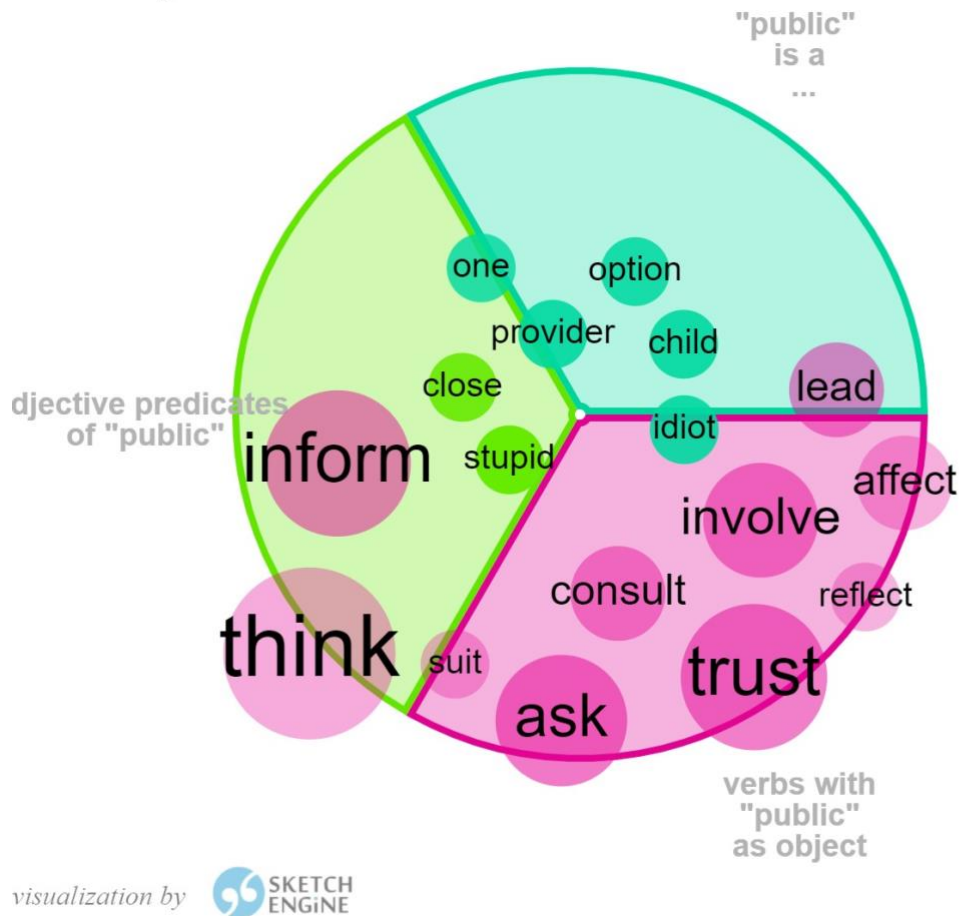 "public"
is a
...
one
option
provider
child
lead
close
djective predicates
of "public"
idiot
inform
stupid
affect
involve
consult
reflect
think
suit
trust
ask
verbs with
"public"
as object
visualization by
SKETCH
ENGiNE